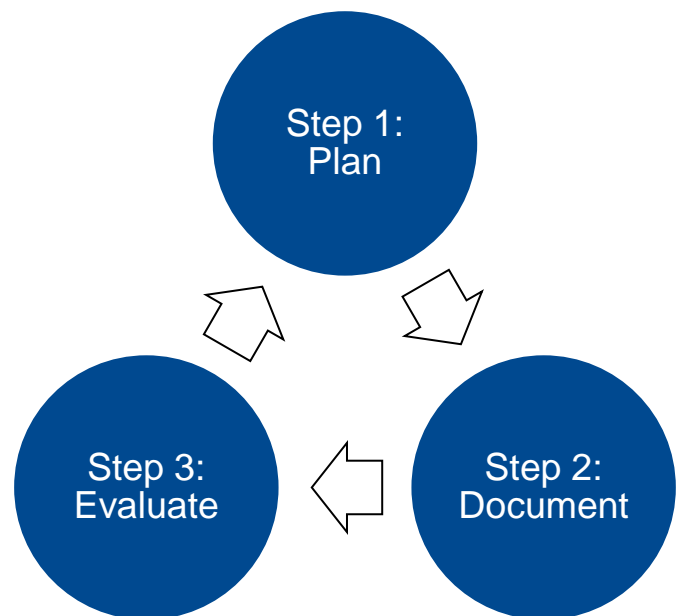 Step 1:
Plan
Step 2:
Document
Step 3:
Evaluate